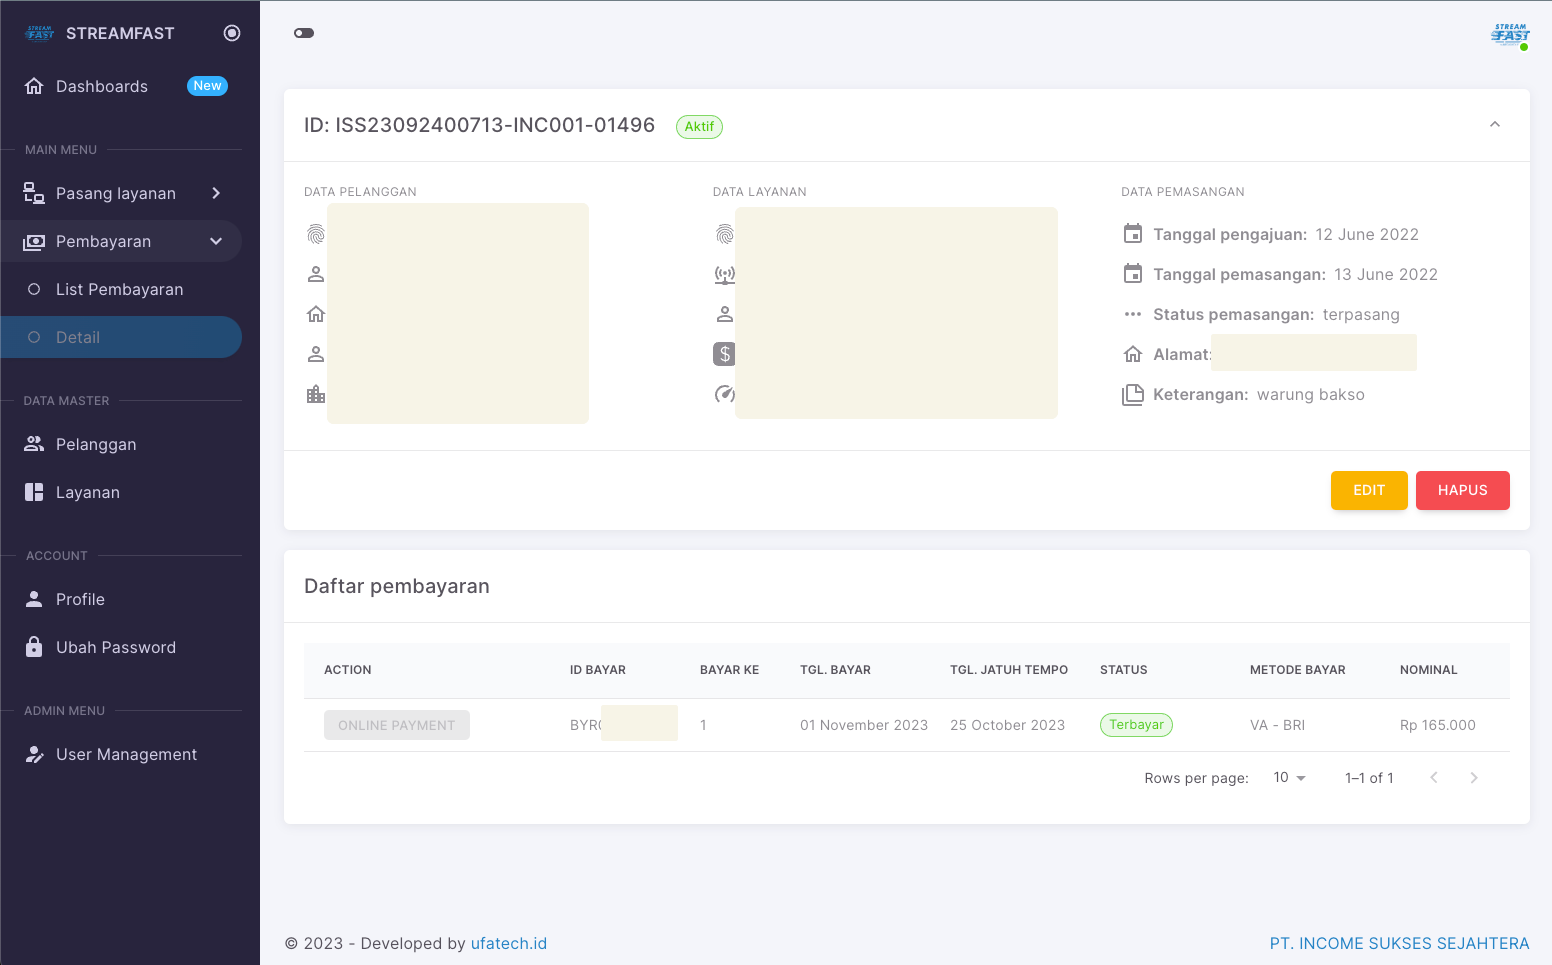 STREAM FAST
STREAMFAST
Dashboards
New
MAIN MENU
Pasang layanan
Pembayaran
List Pembayaran
Detail
DATA MASTER
Pelanggan
Layanan
ACCOUNT
Profile
Ubah Password
ADMIN MENU
User Management
STREAM FAST
ID: ISS23092400713-INC001-01496
Aktif
DATA PELANGGAN
DATA LAYANAN
$
DATA PEMASANGAN
Tanggal pengajuan: 12 June 2022
Tanggal pemasangan: 13 June 2022
Status pemasangan: terpasang
Alamat:
Keterangan: warung bakso
EDIT
HAPUS
Daftar pembayaran
ACTION ID BAYAR BAYAR KE TGL. BAYAR TGL. JATUH TEMPO STATUS METODE BAYAR NOMINAL
ONLINE PAYMENT BYR 1 01 November 2023 25 October 2023 Terbayar VA - BRI Rp 165.000
Rows per page: 10 1–1 of 1
© 2023 - Developed by ufatech.id
PT. INCOME SUKSES SEJAHTERA